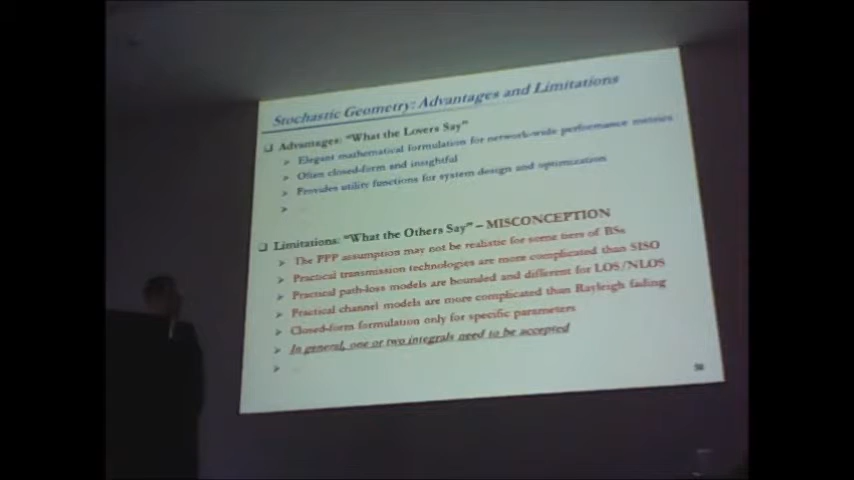 Stochastic Geometry: Advantages and Limitations
❑ Advantages: "What the Lovers Say"
➢ Elegant mathematical formulation for network-wide performance metrics
➢ Often closed-form and insightful
➢ Provides utility functions for system design and optimization
➢
❑ Limitations: "What the Others Say" – MISCONCEPTION
➢ The PPP assumption may not be realistic for some tiers of BSs
➢ Practical transmission technologies are more complicated than SISO
➢ Practical path-loss models are bounded and different for LOS/NLOS
➢ Practical channel models are more complicated than Rayleigh fading
➢ Closed-form formulation only for specific parameters
➢ In general, one or two integrals need to be accepted
➢